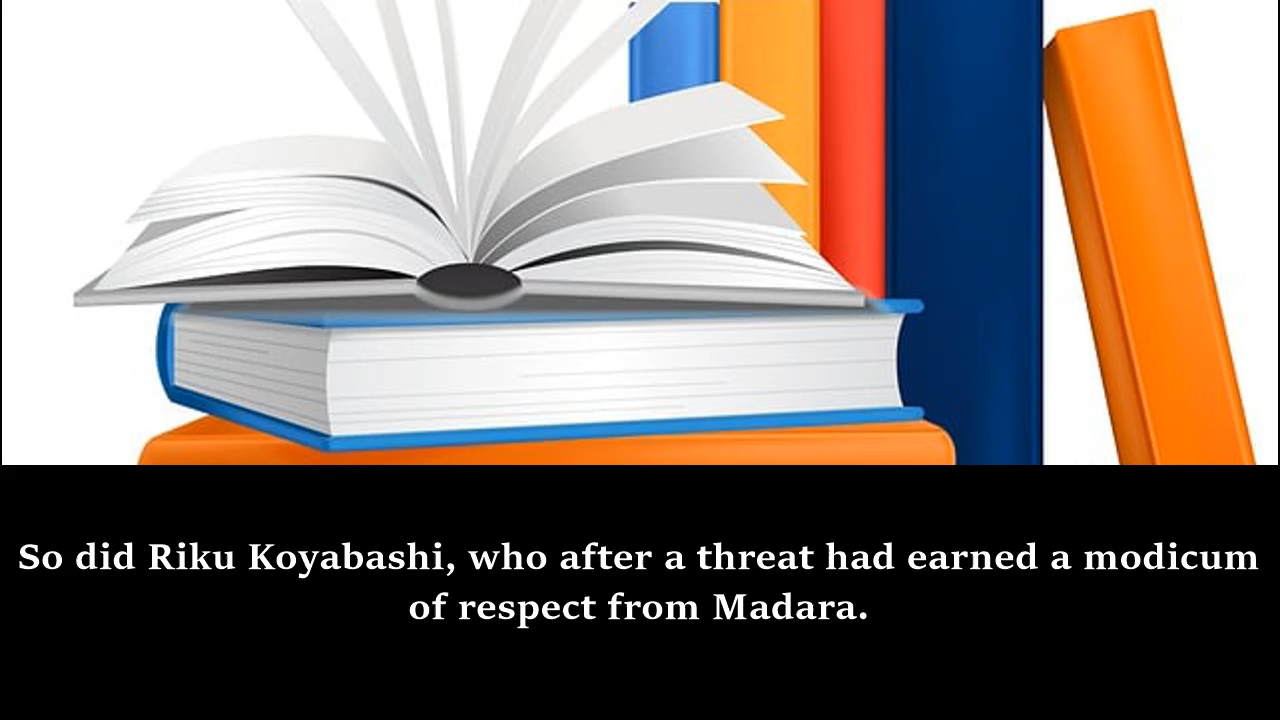 So did Riku Koyabashi, who after a threat had earned a modicum
of respect from Madara.